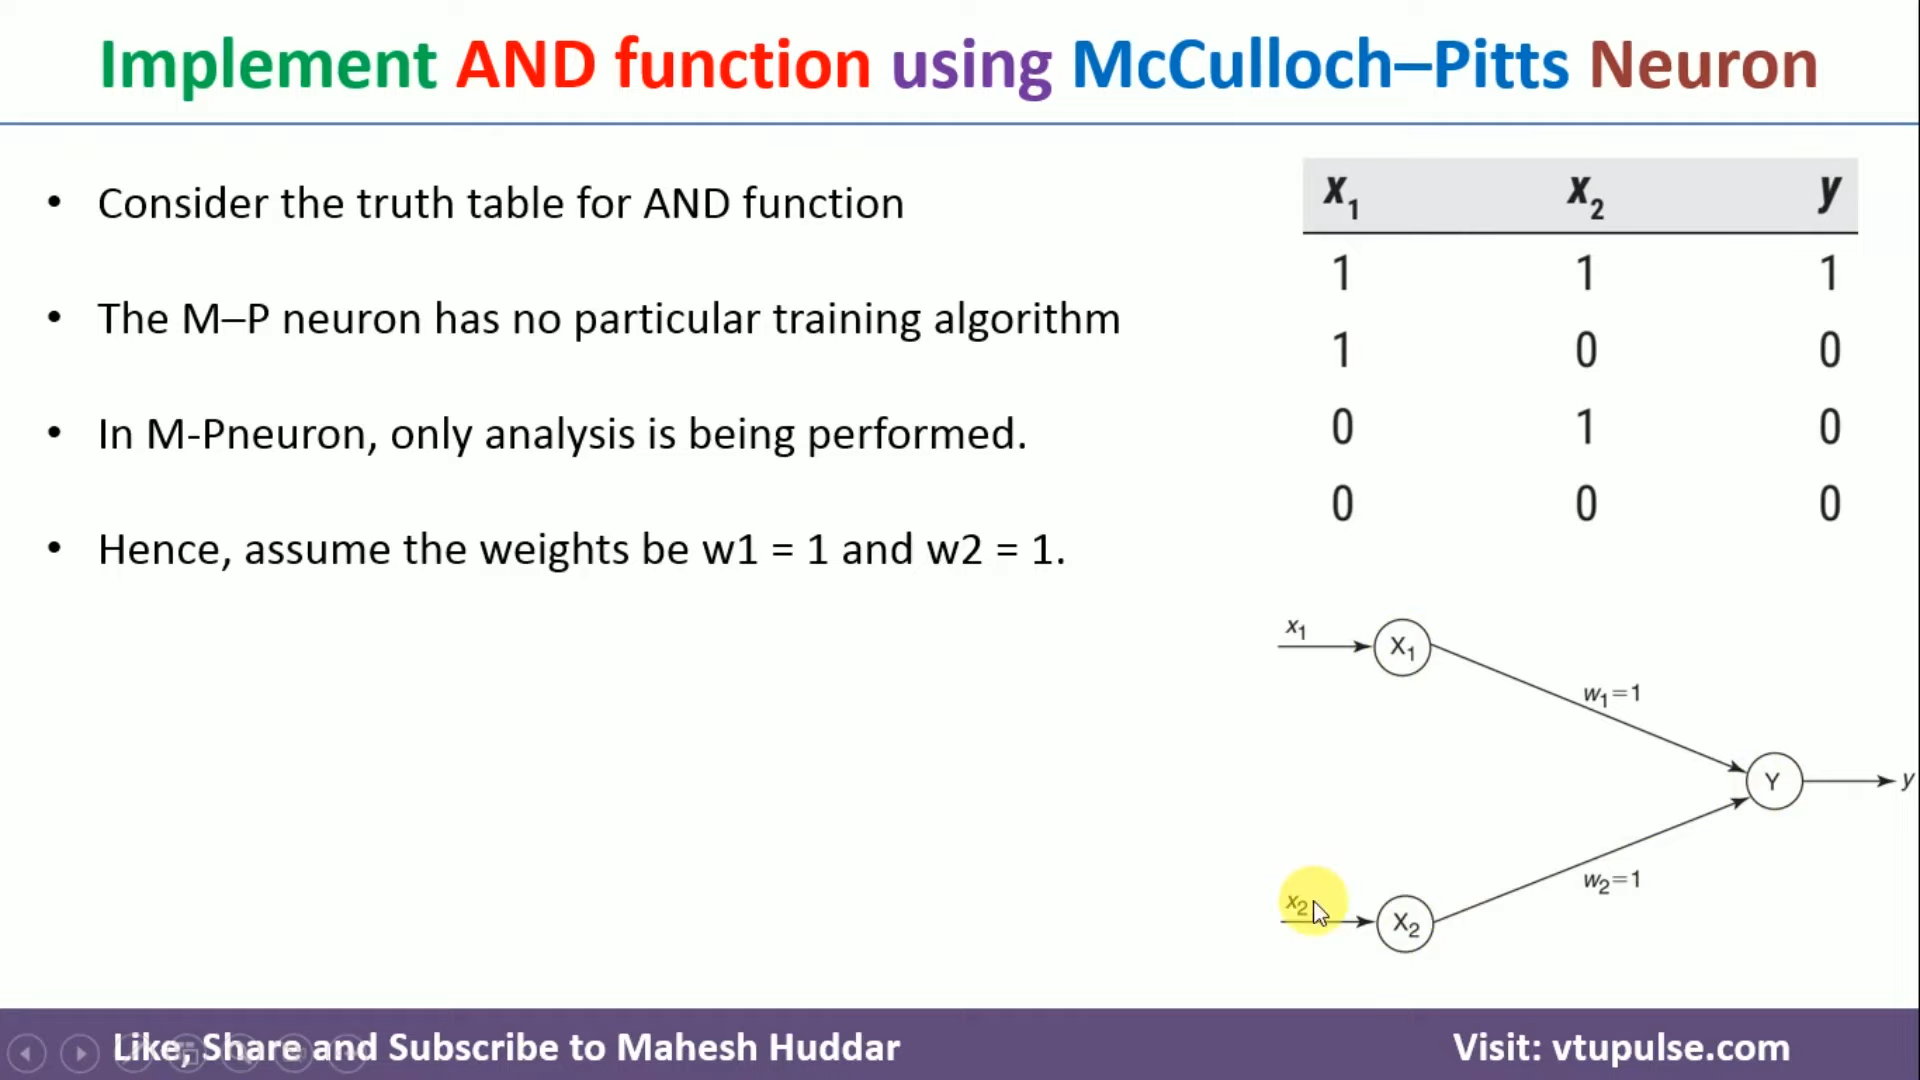 Implement AND function using McCulloch–Pitts Neuron
• Consider the truth table for AND function
• The M–P neuron has no particular training algorithm
• In M-Pneuron, only analysis is being performed.
• Hence, assume the weights be w1 = 1 and w2 = 1.
x₁ x₂ y
1 1 1
1 0 0
0 1 0
0 0 0
x₁
X₁
w₁=1
Y
y
w₂=1
x₂
X₂
Like, Share and Subscribe to Mahesh Huddar
Visit: vtupulse.com